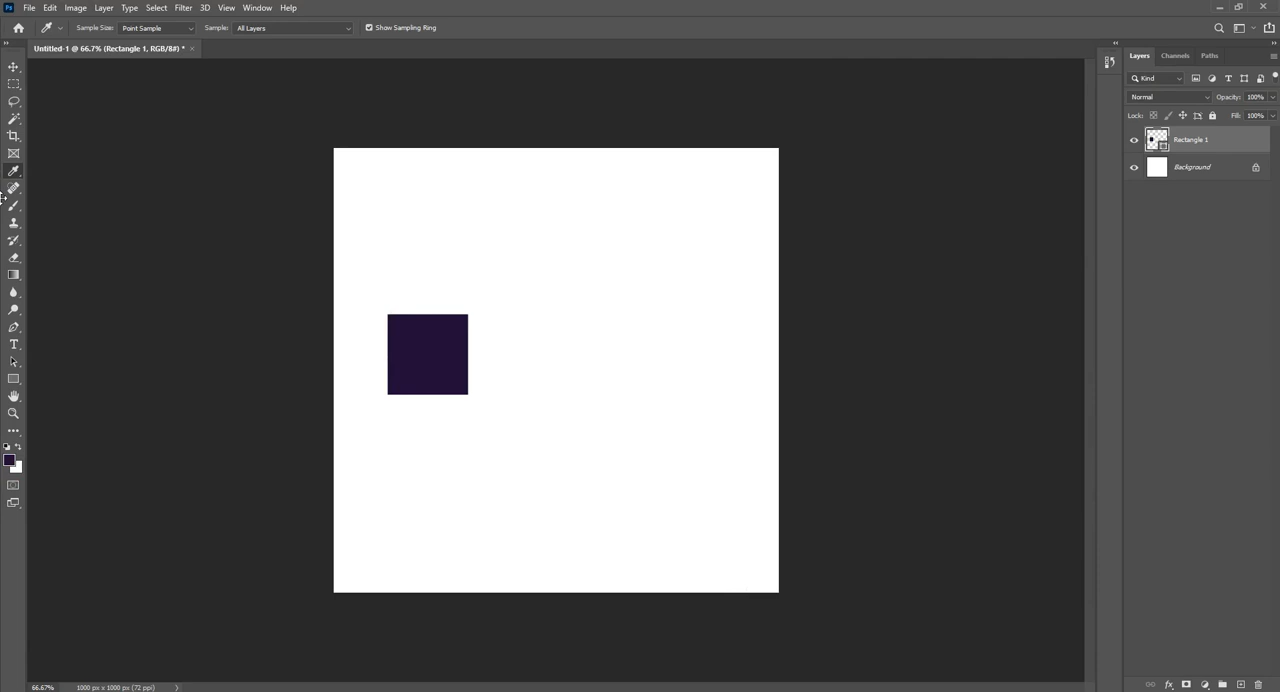 Ps File Edit Image Layer Type Select Filter 3D View Window Help
Sample Size: Point Sample Sample: All Layers Show Sampling Ring
Untitled-1 @ 66.7% (Rectangle 1, RGB/8#) * ×
Layers Channels Paths
Kind
Normal Opacity: 100%
Lock: Fill: 100%
Rectangle 1
Background
66.67% 1000 px x 1000 px (72 ppi)